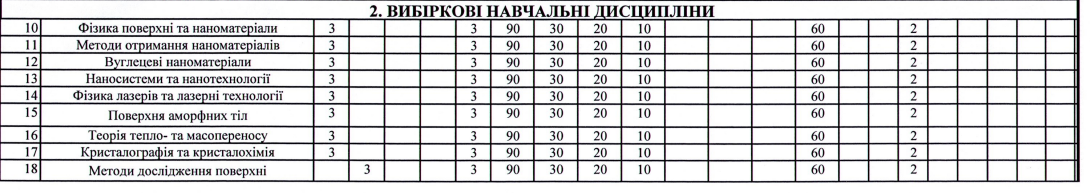 2. ВИБІРКОВІ НАВЧАЛЬНІ ДИСЦИПЛІНИ
10 Фізика поверхні та наноматеріали 3 3 90 30 20 10 60 2
11 Методи отримання наноматеріалів 3 3 90 30 20 10 60 2
12 Вуглецеві наноматеріали 3 3 90 30 20 10 60 2
13 Наносистеми та нанотехнології 3 3 90 30 20 10 60 2
14 Фізика лазерів та лазерні технології 3 3 90 30 20 10 60 2
15 Поверхня аморфних тіл 3 3 90 30 20 10 60 2
16 Теорія тепло- та масопереносу 3 3 90 30 20 10 60 2
17 Кристалографія та кристалохімія 3 3 90 30 20 10 60 2
18 Методи дослідження поверхні 3 3 90 30 20 10 60 2